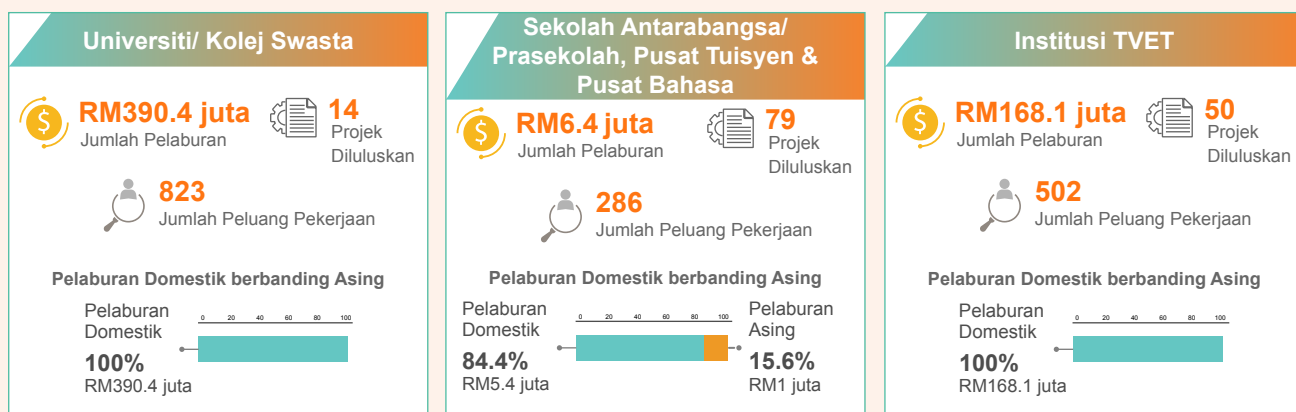 Universiti/ Kolej Swasta
RM390.4 juta
Jumlah Pelaburan
14
Projek
Diluluskan
823
Jumlah Peluang Pekerjaan
Pelaburan Domestik berbanding Asing
Pelaburan
Domestik
100%
RM390.4 juta
0 20 40 60 80 100
Sekolah Antarabangsa/
Prasekolah, Pusat Tuisyen &
Pusat Bahasa
RM6.4 juta
Jumlah Pelaburan
79
Projek
Diluluskan
286
Jumlah Peluang Pekerjaan
Pelaburan Domestik berbanding Asing
Pelaburan
Domestik
84.4%
RM5.4 juta
0 20 40 60 80 100
Pelaburan
Asing
15.6%
RM1 juta
Institusi TVET
RM168.1 juta
Jumlah Pelaburan
50
Projek
Diluluskan
502
Jumlah Peluang Pekerjaan
Pelaburan Domestik berbanding Asing
Pelaburan
Domestik
100%
RM168.1 juta
0 20 40 60 80 100